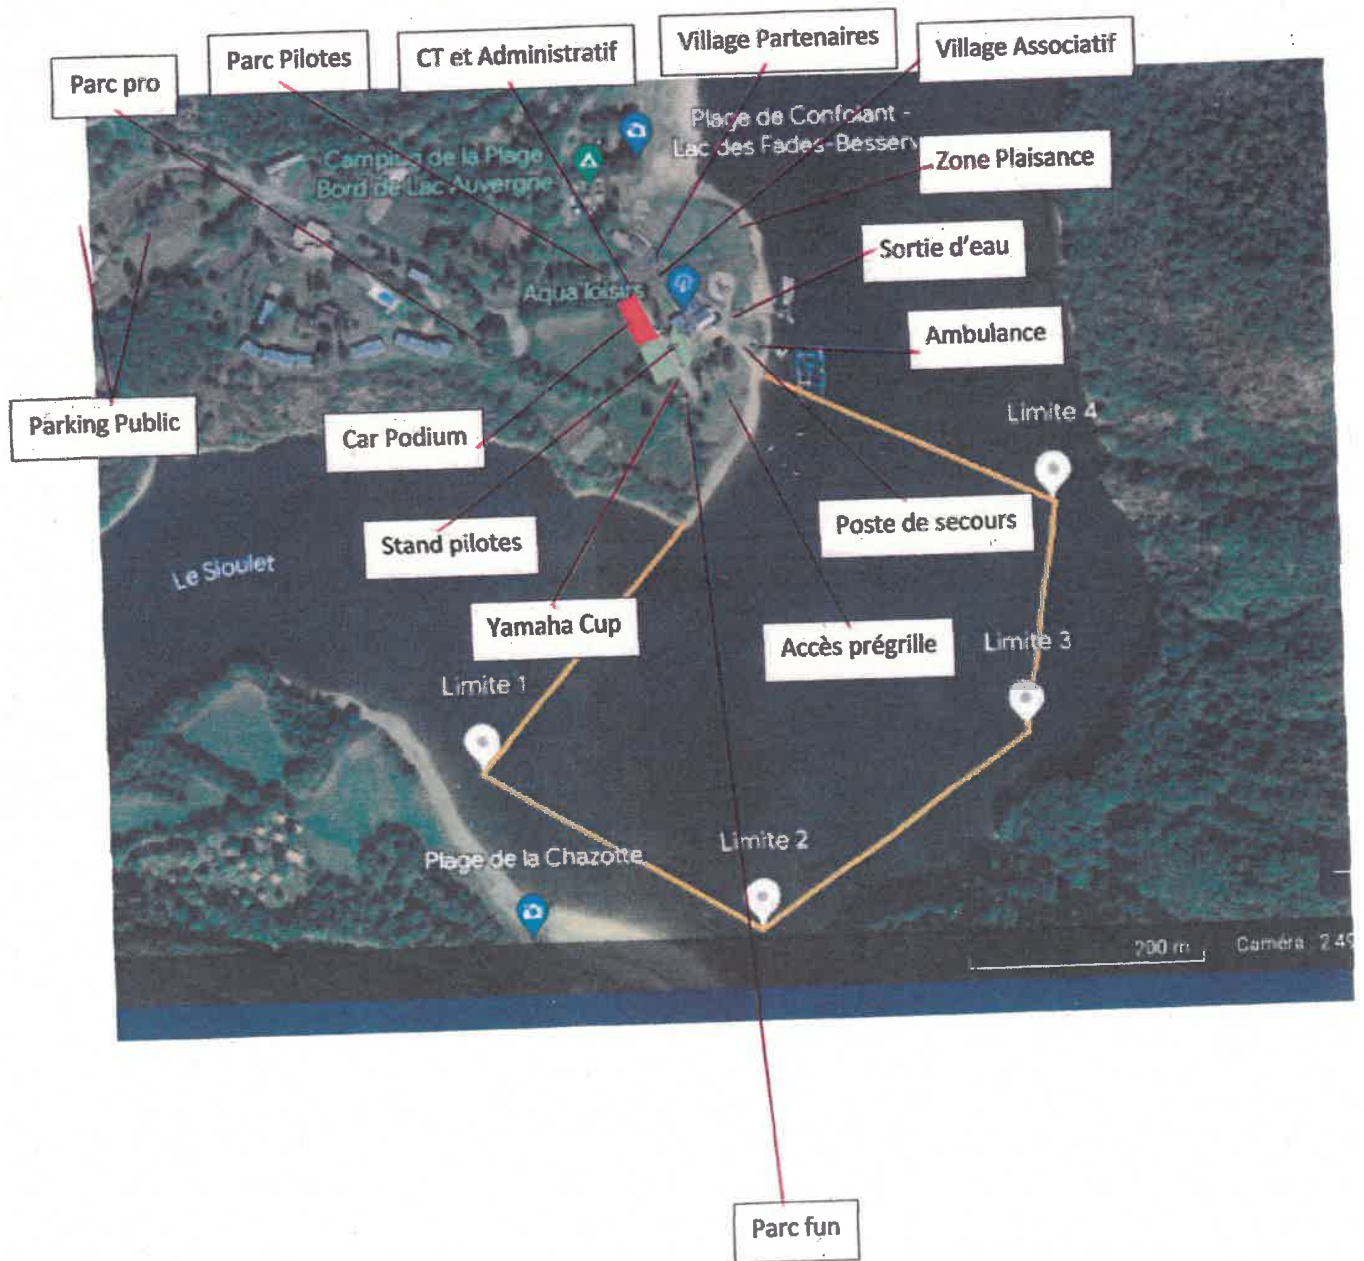 Parc pro
Parc Pilotes
CT et Administratif
Village Partenaires
Village Associatif
Plage de Confolant -
Lac des Fades-Besserv
Camping de la Plage
Bord de Lac Auvergne
Zone Plaisance
Sortie d'eau
Aqua loisirs
Ambulance
Parking Public
Car Podium
Limite 4
Stand pilotes
Poste de secours
Le Sioulet
Yamaha Cup
Accès prégrille
Limite 3
Limite 1
Limite 2
Plage de la Chazotte
200 m
Caméra : 2 49
Parc fun